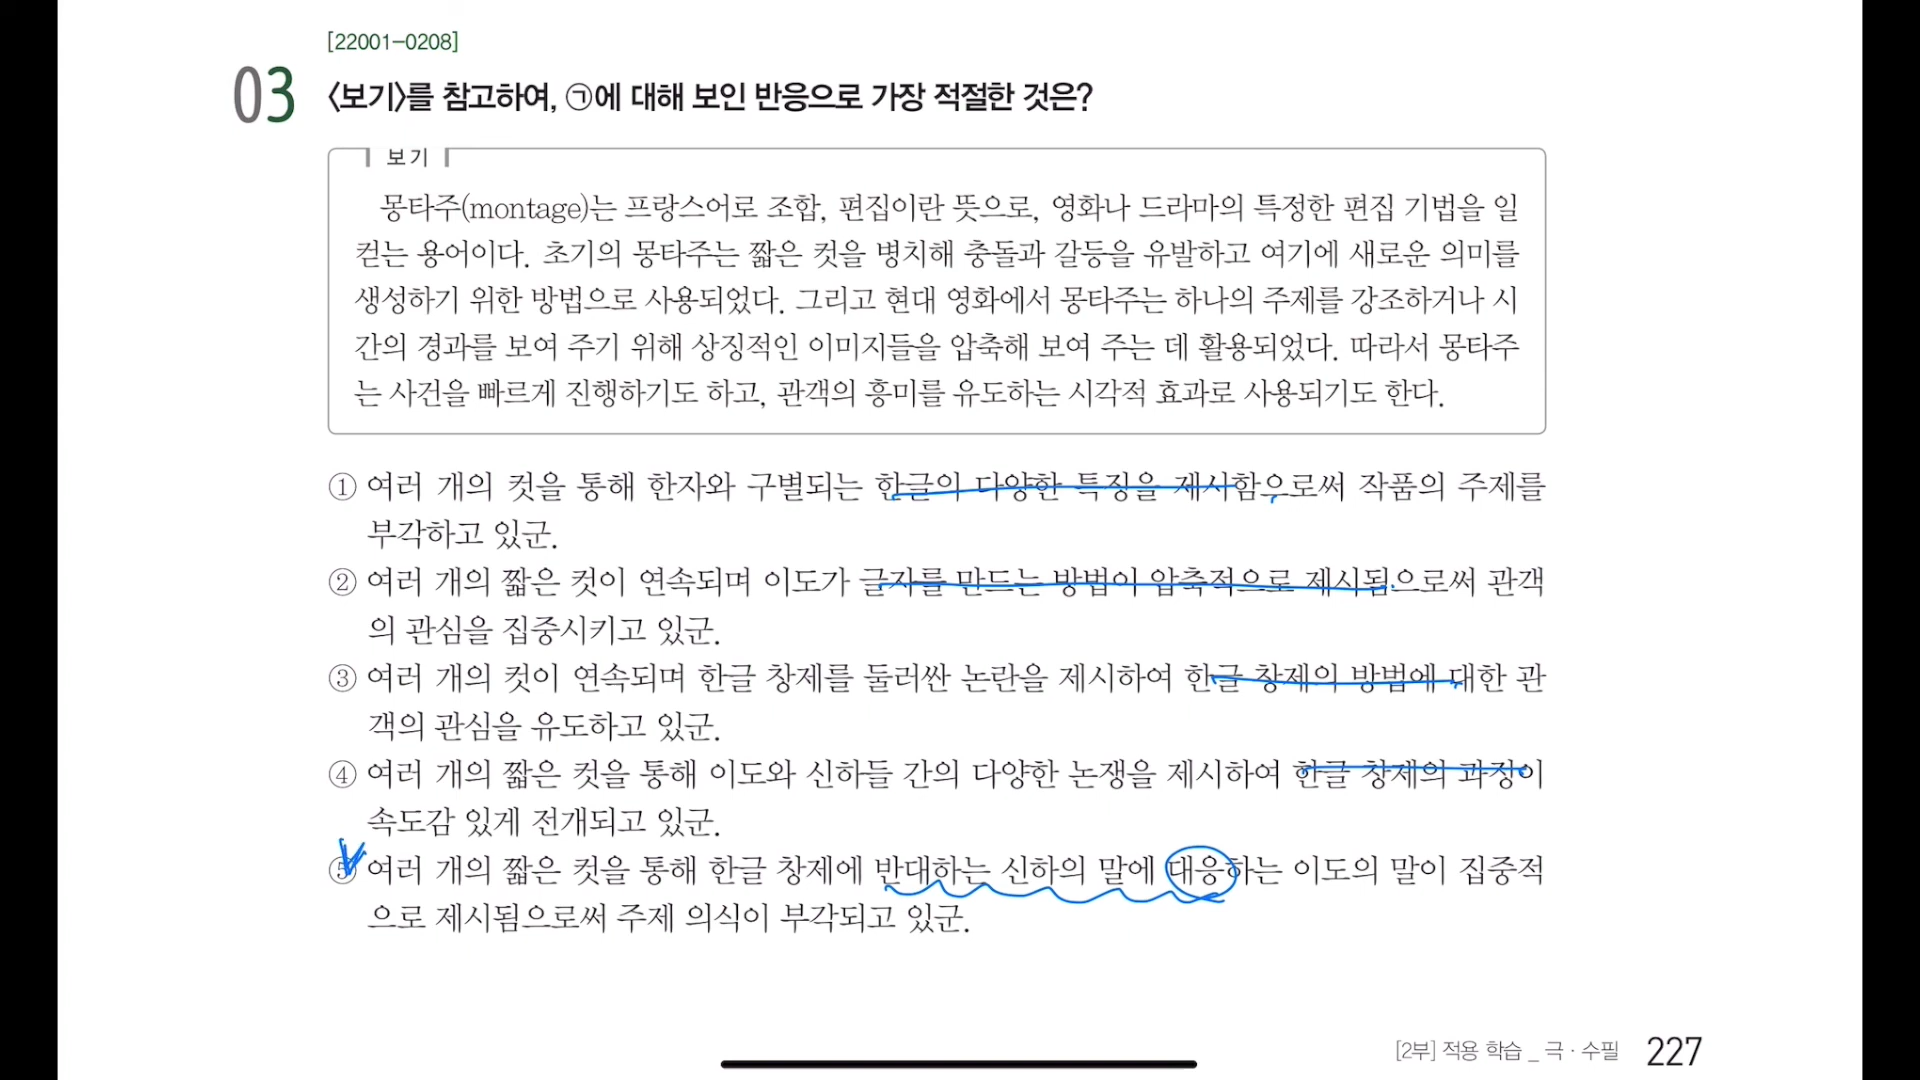 [22001-0208]
03 <보기>를 참고하여, ㉠에 대해 보인 반응으로 가장 적절한 것은?
보기
몽타주(montage)는 프랑스어로 조합, 편집이란 뜻으로, 영화나 드라마의 특정한 편집 기법을 일
컫는 용어이다. 초기의 몽타주는 짧은 컷을 병치해 충돌과 갈등을 유발하고 여기에 새로운 의미를
생성하기 위한 방법으로 사용되었다. 그리고 현대 영화에서 몽타주는 하나의 주제를 강조하거나 시
간의 경과를 보여 주기 위해 상징적인 이미지들을 압축해 보여 주는 데 활용되었다. 따라서 몽타주
는 사건을 빠르게 진행하기도 하고, 관객의 흥미를 유도하는 시각적 효과로 사용되기도 한다.
① 여러 개의 컷을 통해 한자와 구별되는 한글의 다양한 특징을 제시함으로써 작품의 주제를
부각하고 있군.
② 여러 개의 짧은 컷이 연속되며 이도가 글자를 만드는 방법이 압축적으로 제시됨으로써 관객
의 관심을 집중시키고 있군.
③ 여러 개의 컷이 연속되며 한글 창제를 둘러싼 논란을 제시하여 한글 창제의 방법에 대한 관
객의 관심을 유도하고 있군.
④ 여러 개의 짧은 컷을 통해 이도와 신하들 간의 다양한 논쟁을 제시하여 한글 창제의 과정이
속도감 있게 전개되고 있군.
⑤ 여러 개의 짧은 컷을 통해 한글 창제에 반대하는 신하의 말에 대응하는 이도의 말이 집중적
으로 제시됨으로써 주제 의식이 부각되고 있군.
[2부] 적용 학습 _ 극·수필 227